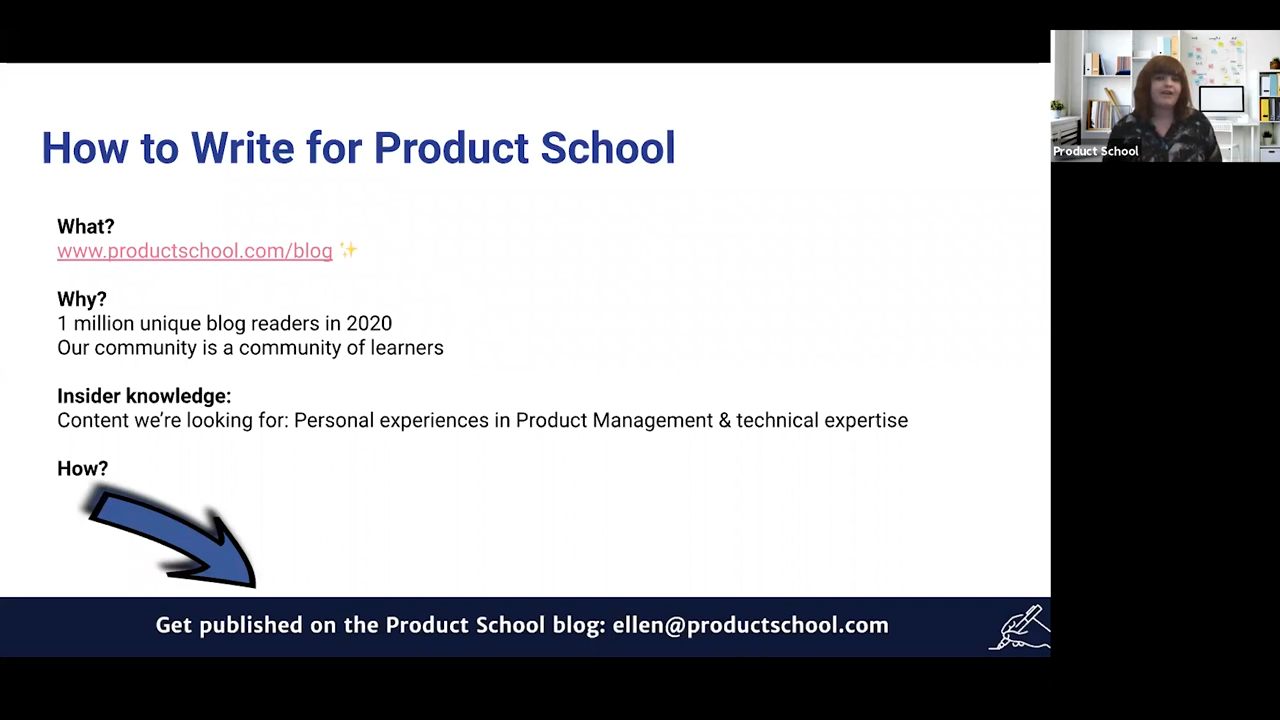 How to Write for Product School
What?
www.productschool.com/blog ✨
Why?
1 million unique blog readers in 2020
Our community is a community of learners
Insider knowledge:
Content we’re looking for: Personal experiences in Product Management & technical expertise
How?
Get published on the Product School blog: ellen@productschool.com
Product School